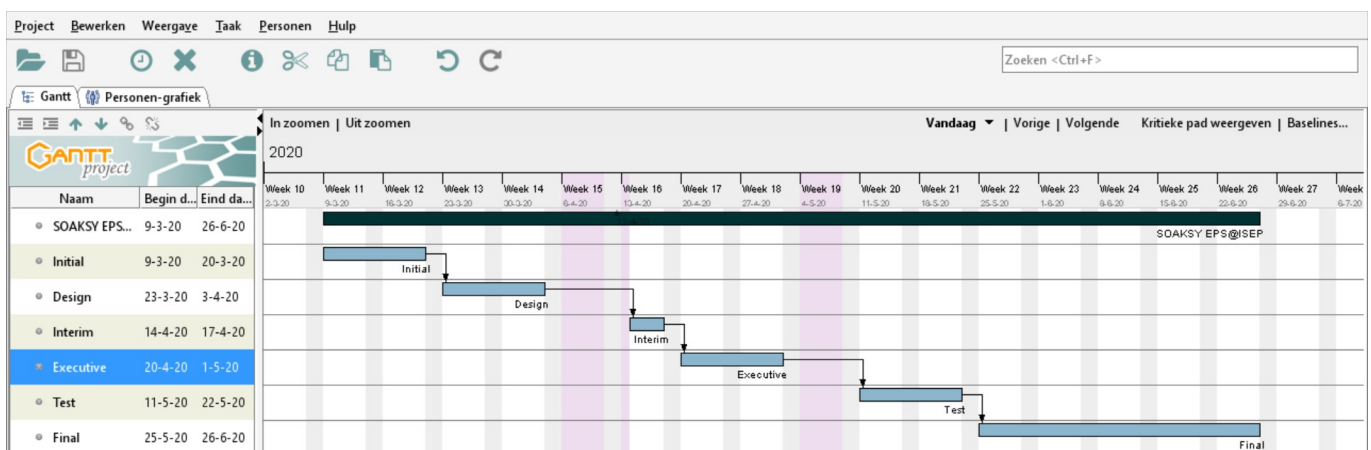 Project Bewerken Weergave Taak Personen Hulp
Zoeken <Ctrl+F>
Gantt Personen-grafiek
In zoomen | Uit zoomen Vandaag | Vorige | Volgende Kritieke pad weergeven | Baselines...
GANTT project
2020
Week 10 Week 11 Week 12 Week 13 Week 14 Week 15 Week 16 Week 17 Week 18 Week 19 Week 20 Week 21 Week 22 Week 23 Week 24 Week 25 Week 26 Week 27 Week
2-3-20 9-3-20 16-3-20 23-3-20 30-3-20 6-4-20 13-4-20 20-4-20 27-4-20 4-5-20 11-5-20 18-5-20 25-5-20 1-6-20 8-6-20 15-6-20 22-6-20 29-6-20 6-7-20
Naam Begin d... Eind da...
SOAKSY EPS... 9-3-20 26-6-20
SOAKSY EPS@ISEP
Initial 9-3-20 20-3-20
Initial
Design 23-3-20 3-4-20
Design
Interim 14-4-20 17-4-20
Interim
Executive 20-4-20 1-5-20
Executive
Test 11-5-20 22-5-20
Test
Final 25-5-20 26-6-20
Final